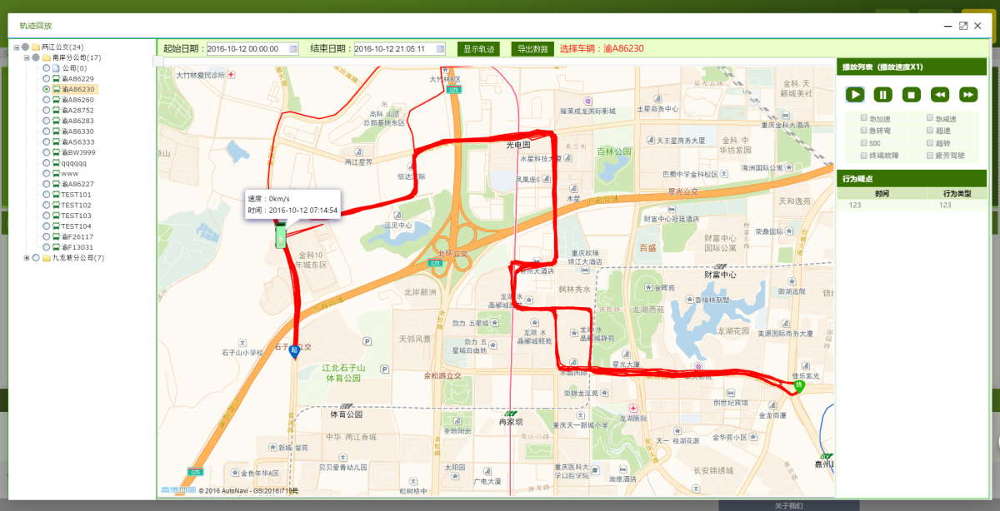 轨迹回放
两江公交(24)
南岸分公司(17)
公司(0)
渝A86229
渝A86230
渝A86260
渝A28752
渝A86283
渝A86330
渝AS6333
渝BWJ999
qqqqqq
www
渝A86227
TEST101
TEST102
TEST103
TEST104
渝F26117
渝F13031
九龙坡分公司(7)
起始日期：2016-10-12 00:00:00 结束日期：2016-10-12 21:05:11 显示轨迹 导出数据 选择车辆：渝A86230
大竹林爱民诊所
大竹林8区
G75
高科.山顶
总部基地东区
耀莱成龙国际影城
土星商务中心
金科.天
籁城美社
重庆金科大酒店
光电园
天王星商务大厦
金科.中
华坊紫园
两江星界
水星科技大
百林公园
信达国际
凤凰座C
巴蜀中学金科校区
海洲国际公寓
木星
星光立交
天和逸苑
速度：0km/s
时间：2016-10-12 07:14:54
远见中心
财富中心冠廷酒店
荣鼎国际
财富中心
国际公寓
百盛
北环立交
G75
重庆欧瑞
锦江大酒店
金科10
年城东区
帝州大酒店
财富中心
北岸新洲
枫林秀水
金晖苑
御湖远舰
香樟林别墅
龙湖西苑
龙湖花园
美源国际商务大厦
劲力.五星城
龙湖.水
晶郦城颐苑
龙湖.水
晶郦城静苑
天邻风景
劲力.五
星城自由地
石子山小学校
起
江北石子山
体育公园
余松路立交
星光大厦
佳乐紫光
终
荣锦龙江苑
创世纪宾馆
龙湖医院
金龙商厦
体育公园
冉家坝
圣地阳光
重庆天一新城小学
天一.桂湖花源
金华苑小区
中华.两江春城
新城.馨苑
贝贝爱青幼儿园
太阳园
重庆医科大
学口腔学院
长安锦绣城
G75
金色年华A区
广电大厦
渝维酒店
松树桥中
© 2016 AutoNavi - GS(2016)710号
播放列表（播放速度X1）
急加速 急减速
急转弯 超速
SOC 超转
终端故障 疲劳驾驶
行为疑点
时间 行为类型
123 123
关于我们